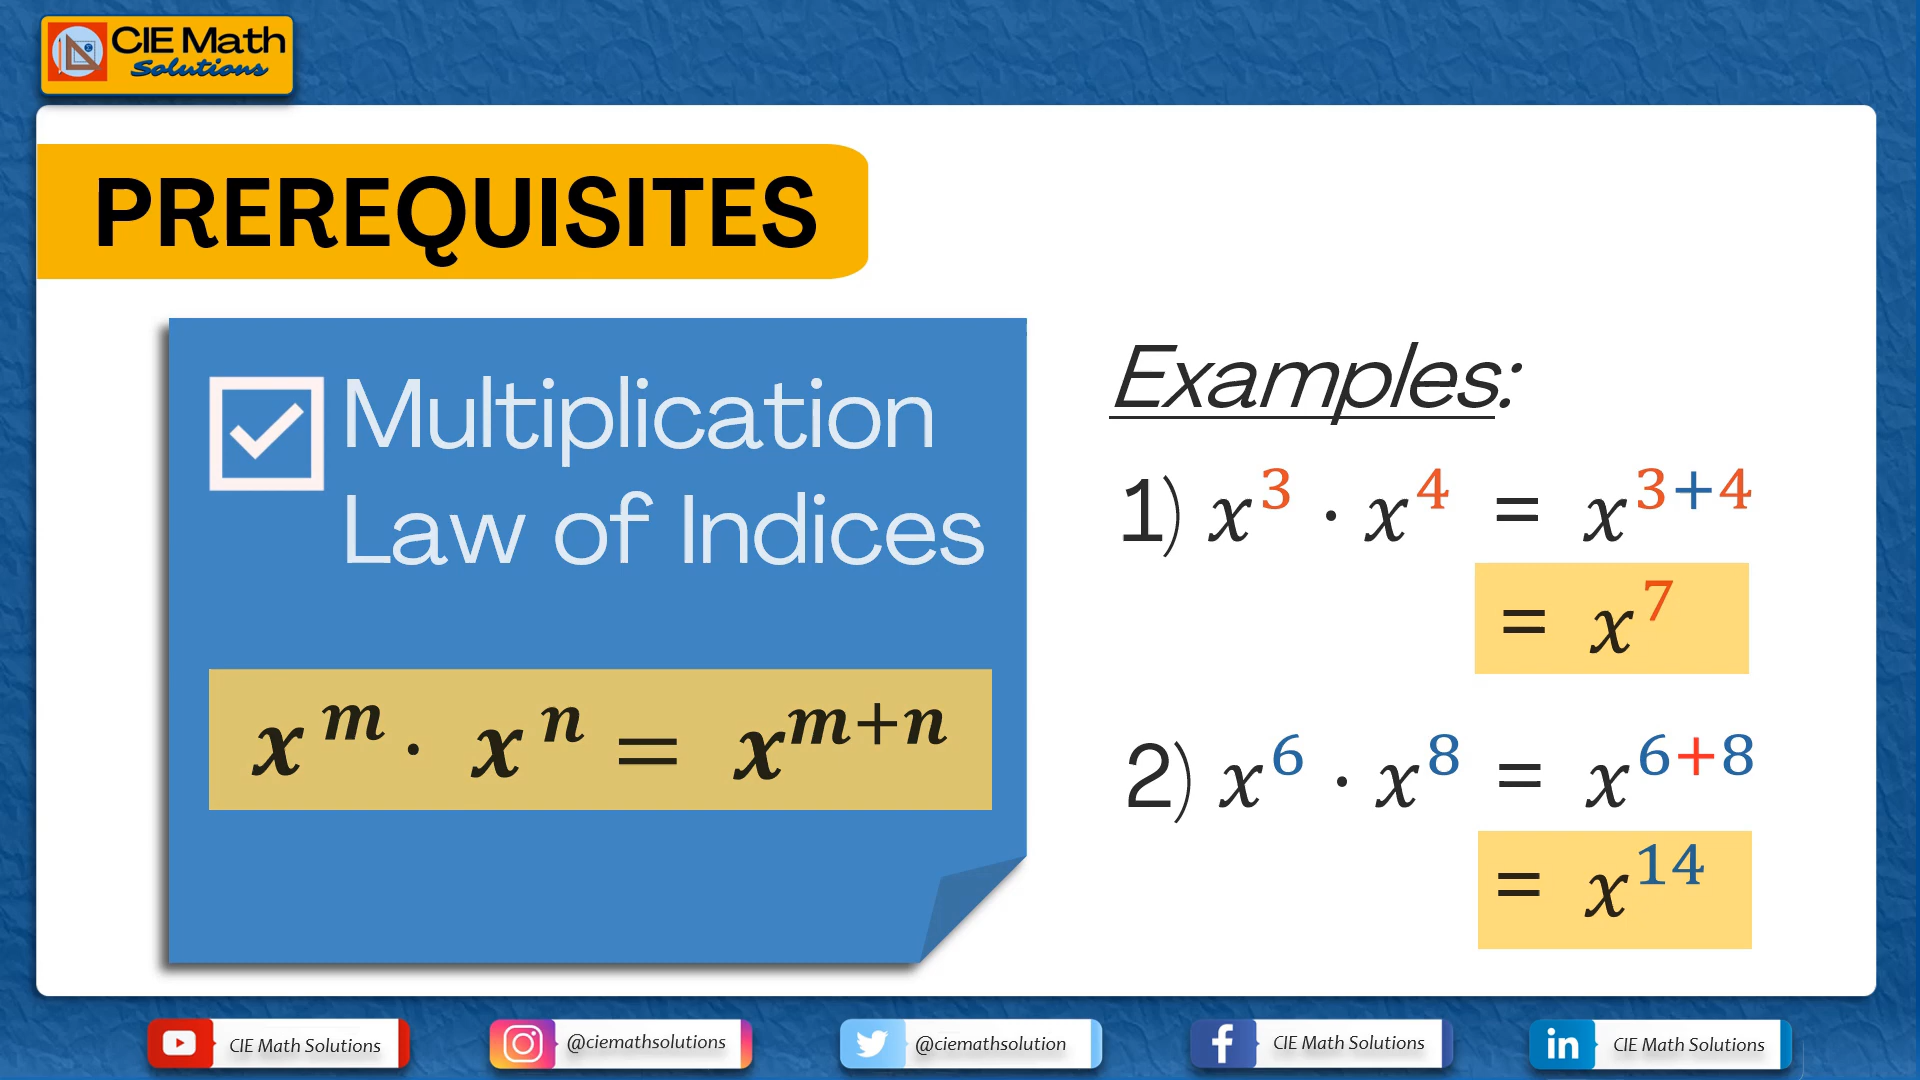 CIE Math
Solutions
PREREQUISITES
Multiplication
Law of Indices
x^m · x^n = x^{m+n}
Examples:
1) x^3 · x^4 = x^{3+4}
= x^7
2) x^6 · x^8 = x^{6+8}
= x^{14}
CIE Math Solutions
@ciemathsolutions
@ciemathsolution
CIE Math Solutions
CIE Math Solutions